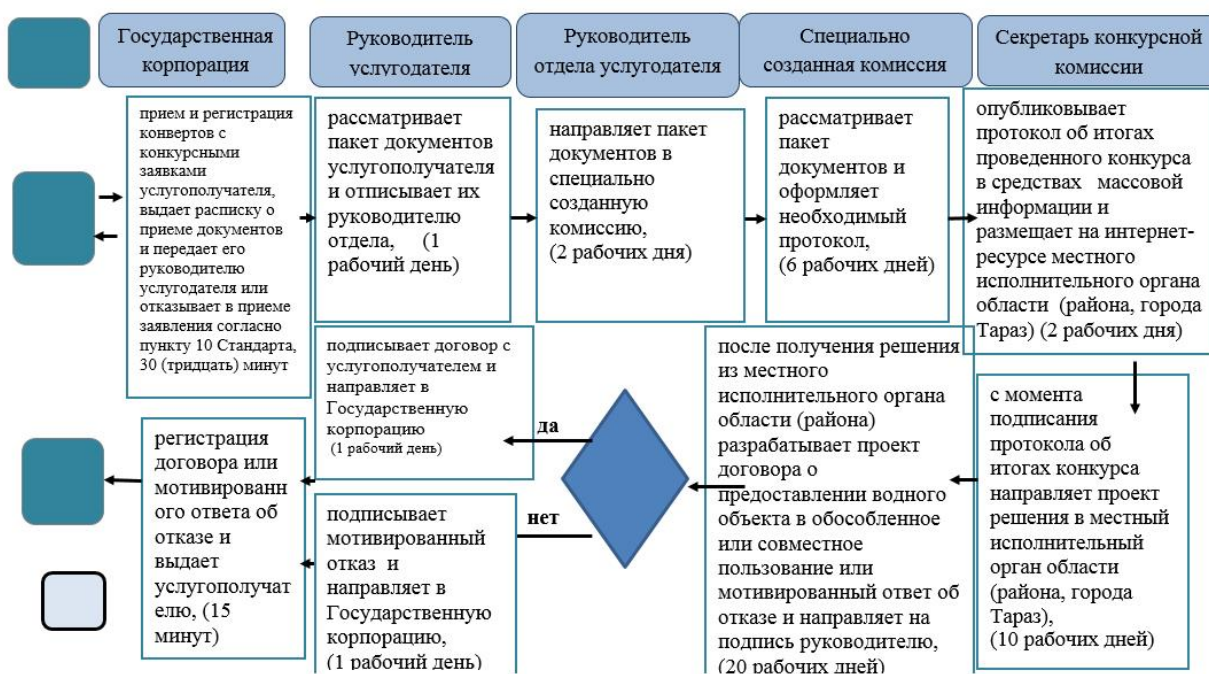 Государственная
корпорация
Руководитель
услугодателя
Руководитель
отдела услугодателя
Специально
созданная комиссия
Секретарь конкурсной
комиссии
прием и регистрация
конвертов с
конкурсными
заявками
услугополучателя,
выдает расписку о
приеме документов
и передает его
руководителю
услугодателя или
отказывает в приеме
заявления согласно
пункту 10 Стандарта,
30 (тридцать) минут
рассматривает
пакет документов
услугополучателя
и отписывает их
руководителю
отдела, (1
рабочий день)
направляет пакет
документов в
специально
созданную
комиссию,
(2 рабочих дня)
рассматривает
пакет
документов и
оформляет
необходимый
протокол,
(6 рабочих дней)
опубликовывает
протокол об итогах
проведенного конкурса
в средствах массовой
информации и
размещает на интернет-
ресурсе местного
исполнительного органа
области (района, города
Тараз) (2 рабочих дня)
подписывает договор с
услугополучателем и
направляет в
Государственную
корпорацию
(1 рабочий день)
да
после получения решения
из местного
исполнительного органа
области (района)
разрабатывает проект
договора о
предоставлении водного
объекта в обособленное
или совместное
пользование или
мотивированный ответ об
отказе и направляет на
подпись руководителю,
(20 рабочих дней)
с момента
подписания
протокола об
итогах конкурса
направляет проект
решения в местный
исполнительный
орган области
(района, города
Тараз),
(10 рабочих дней)
регистрация
договора или
мотивированн
ого ответа об
отказе и
выдает
услугополучат
елю, (15
минут)
подписывает
мотивированный
отказ и
направляет в
Государственную
корпорацию,
(1 рабочий день)
нет